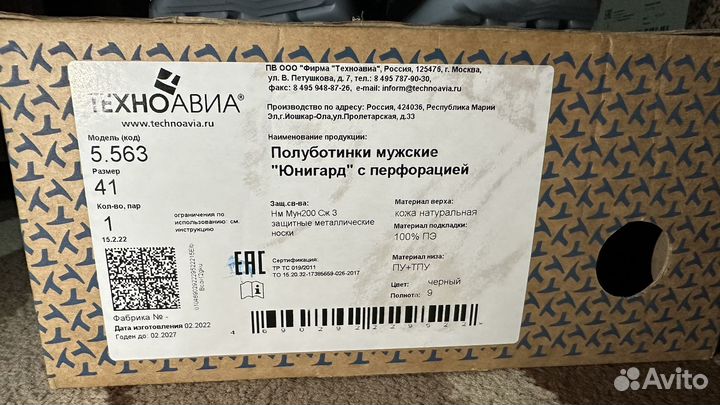 ТЕХНОАВИА®
www.technoavia.ru
ПВ ООО "Фирма "Техноавиа", Россия, 125476, г. Москва,
ул. В. Петушкова, д. 7, тел.: 8 495 787-90-30,
факс: 8 495 948-87-26, e-mail: inform@technoavia.ru
Производство по адресу: Россия, 424036, Республика Марий
Эл,г.Йошкар-Ола,ул.Пролетарская, д.33
Модель (код)
5.563
Размер
41
Кол-во, пар
1
15.2.22
ограничения по
использованию: см.
инструкцию
Наименование продукции:
Полуботинки мужские
"Юнигард" с перфорацией
Защ.св-ва:
Нм Мун200 Сж З
защитные металлические
носки
Материал верха:
кожа натуральная
Материал подкладки:
100% ПЭ
Материал низа:
ПУ+ТПУ
Цвет:
черный
Полнота:
9
EAC
Сертификация:
ТР ТС 019/2011
ТО 15.20.32-17365659-026-2017
Фабрика № -
Дата изготовления 02.2022
Годен до: 02.2027
Avito